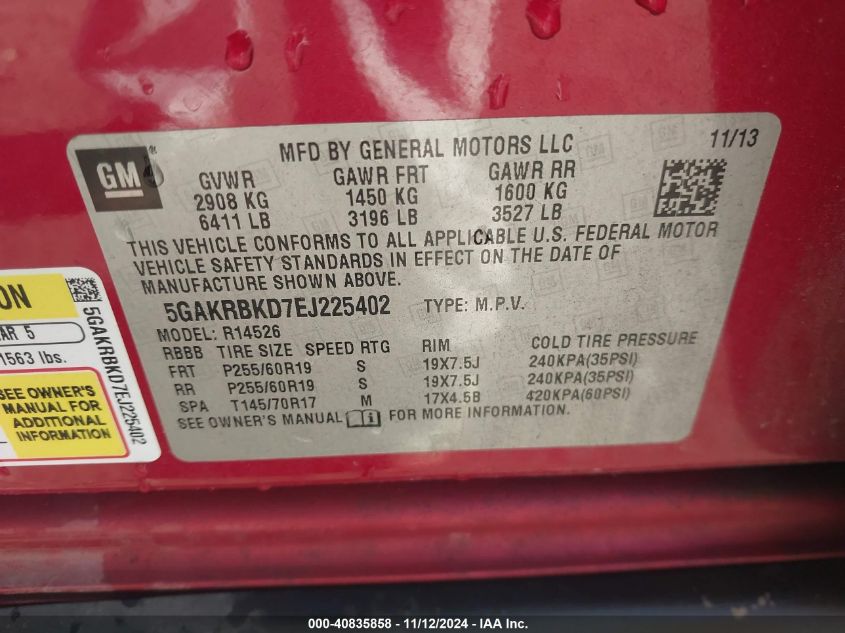 GM
MFD BY GENERAL MOTORS LLC
11/13
GVWR GAWR FRT GAWR RR
2908 KG 1450 KG 1600 KG
6411 LB 3196 LB 3527 LB
THIS VEHICLE CONFORMS TO ALL APPLICABLE U.S. FEDERAL MOTOR
VEHICLE SAFETY STANDARDS IN EFFECT ON THE DATE OF
MANUFACTURE SHOWN ABOVE.
5GAKRBKD7EJ225402 TYPE: M.P.V.
MODEL: R14526
RBBB TIRE SIZE SPEED RTG RIM COLD TIRE PRESSURE
FRT P255/60R19 S 19X7.5J 240KPA(35PSI)
RR P255/60R19 S 19X7.5J 240KPA(35PSI)
SPA T145/70R17 M 17X4.5B 420KPA(60PSI)
SEE OWNER'S MANUAL FOR MORE INFORMATION.
ON
AR 5
1563 lbs.
SEE OWNER'S
MANUAL FOR
ADDITIONAL
INFORMATION
5GAKRBKD7EJ225402
000-40835858 - 11/12/2024 - IAA Inc.